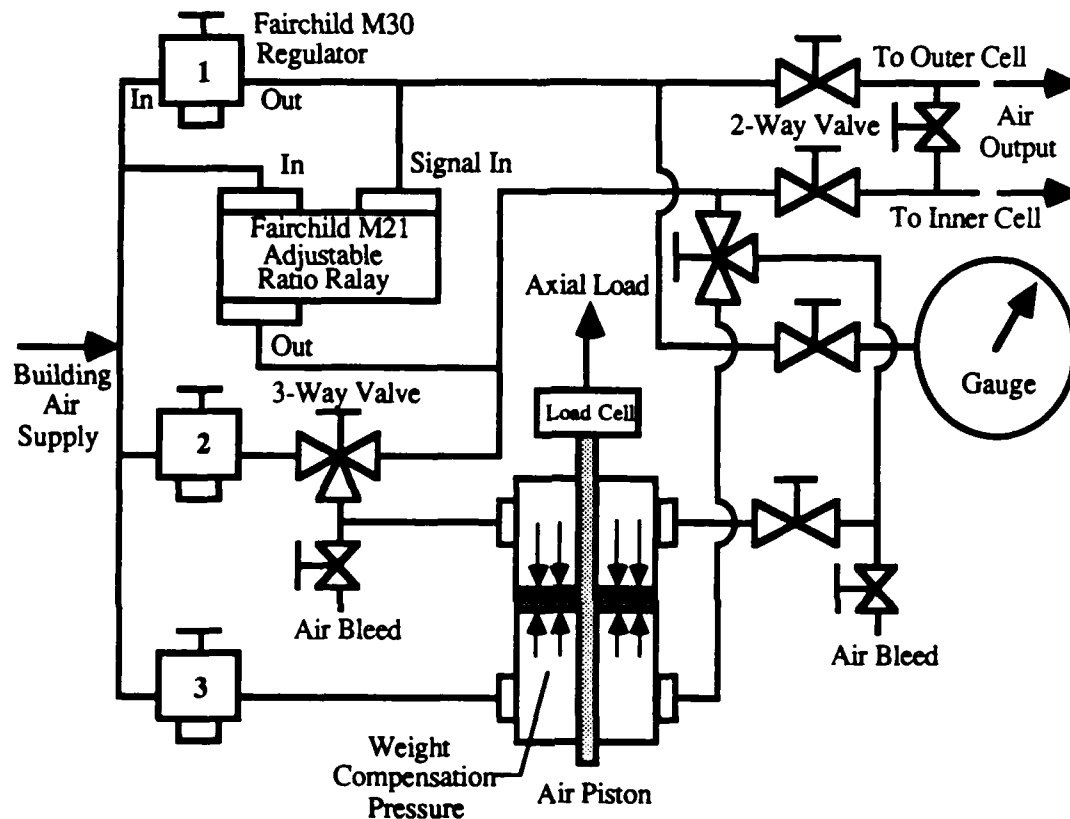 Fairchild M30
Regulator
1
In
Out
To Outer Cell
2-Way Valve
Air
Output
In
Signal In
Fairchild M21
Adjustable
Ratio Ralay
To Inner Cell
Axial Load
Out
Building
Air
Supply
3-Way Valve
Load Cell
Gauge
2
Air Bleed
Air Bleed
3
Weight
Compensation
Pressure
Air Piston